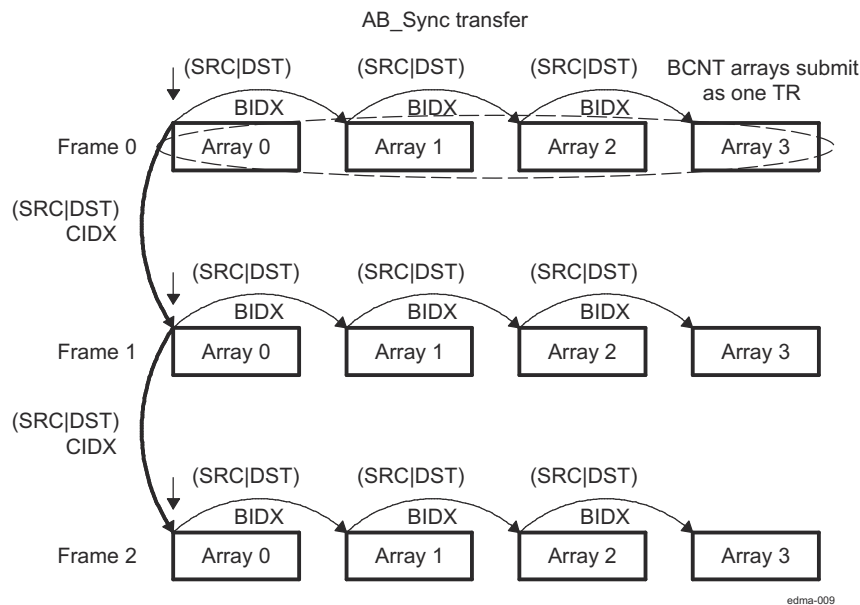 AB_Sync transfer
(SRC|DST) (SRC|DST) (SRC|DST) BCNT arrays submit
as one TR
BIDX BIDX BIDX
Frame 0 Array 0 Array 1 Array 2 Array 3
(SRC|DST)
CIDX
(SRC|DST) (SRC|DST) (SRC|DST)
BIDX BIDX BIDX
Frame 1 Array 0 Array 1 Array 2 Array 3
(SRC|DST)
CIDX
(SRC|DST) (SRC|DST) (SRC|DST)
BIDX BIDX BIDX
Frame 2 Array 0 Array 1 Array 2 Array 3
edma-009